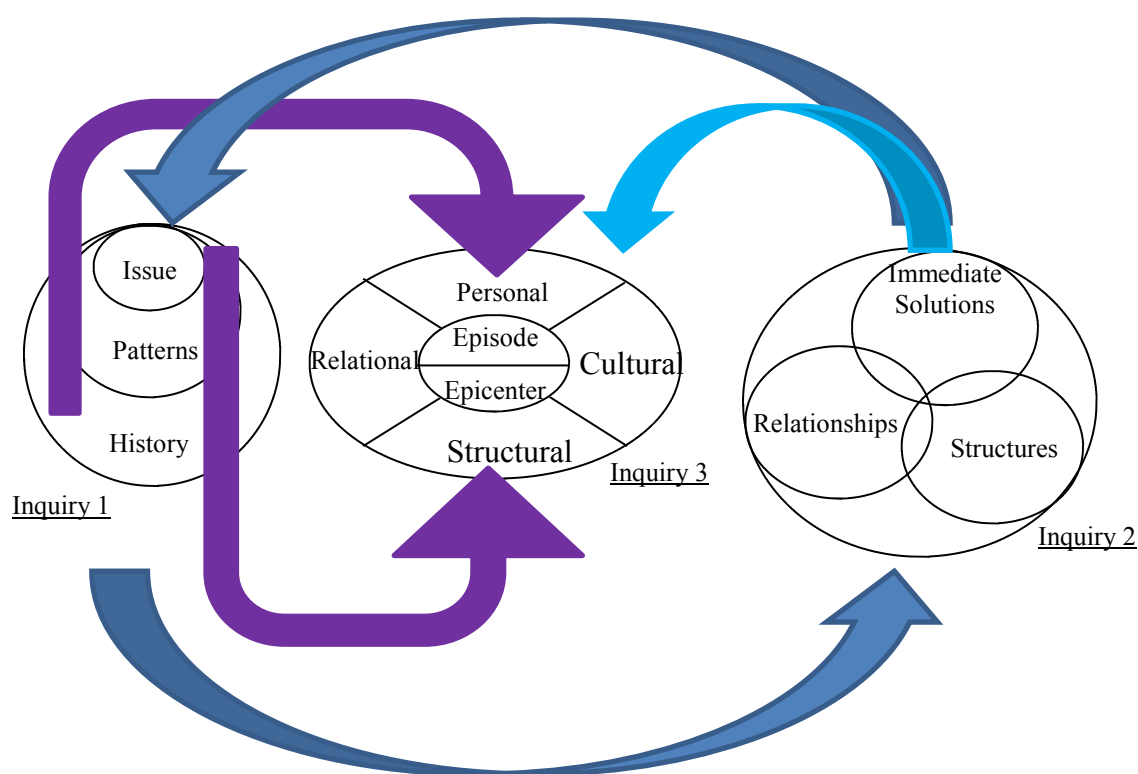 Issue
Patterns
History
Inquiry 1
Personal
Episode
Relational
Cultural
Epicenter
Structural
Inquiry 3
Immediate
Solutions
Relationships
Structures
Inquiry 2